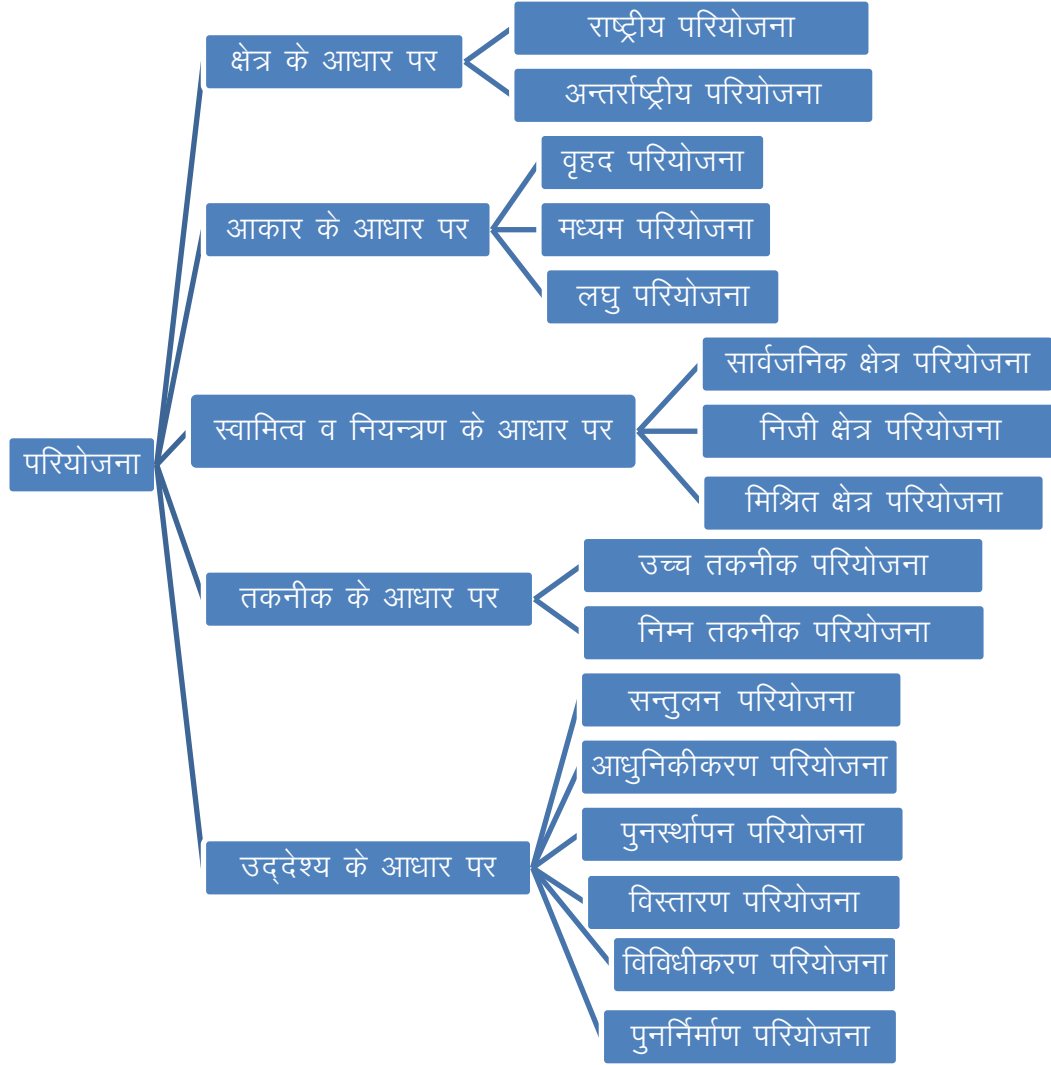 परियोजना
क्षेत्र के आधार पर
राष्ट्रीय परियोजना
अन्तर्राष्ट्रीय परियोजना
आकार के आधार पर
वृहद परियोजना
मध्यम परियोजना
लघु परियोजना
स्वामित्व व नियन्त्रण के आधार पर
सार्वजनिक क्षेत्र परियोजना
निजी क्षेत्र परियोजना
मिश्रित क्षेत्र परियोजना
तकनीक के आधार पर
उच्च तकनीक परियोजना
निम्न तकनीक परियोजना
उद्‌देश्य के आधार पर
सन्तुलन परियोजना
आधुनिकीकरण परियोजना
पुनर्स्थापन परियोजना
विस्तारण परियोजना
विविधीकरण परियोजना
पुनर्निर्माण परियोजना